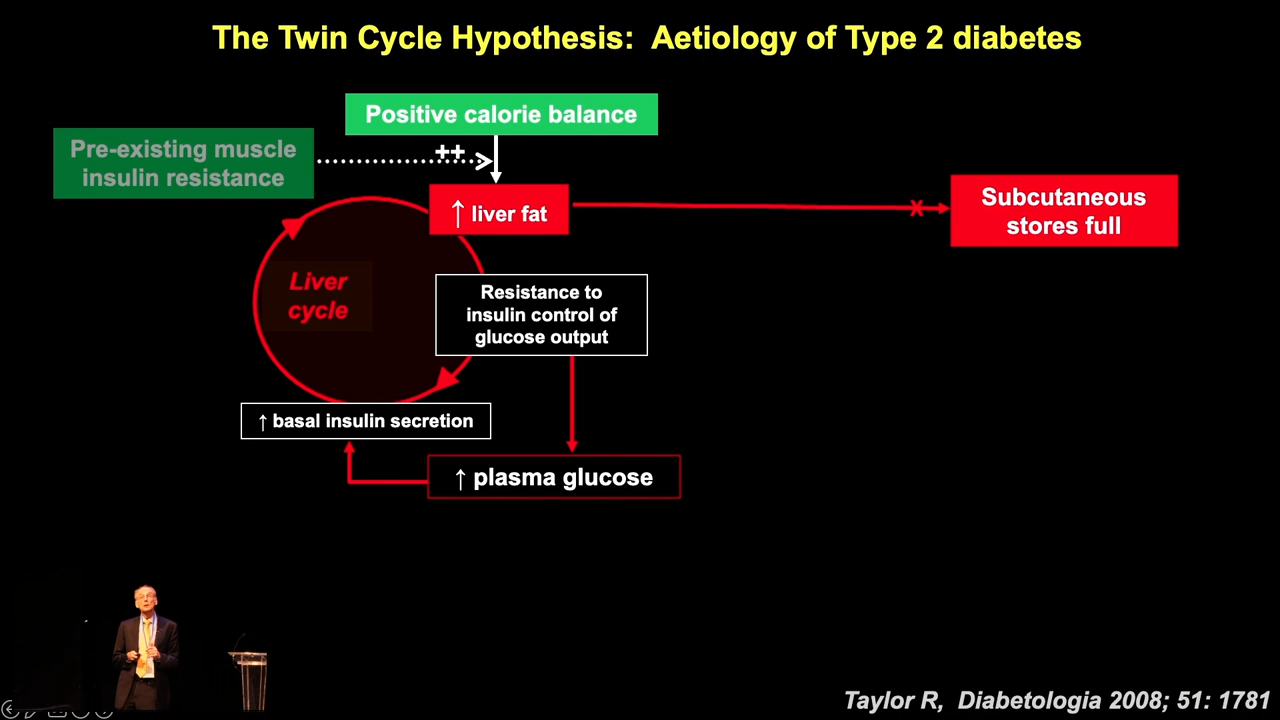 The Twin Cycle Hypothesis: Aetiology of Type 2 diabetes
Positive calorie balance
Pre-existing muscle
insulin resistance
++
↑ liver fat
X
Subcutaneous
stores full
Liver
cycle
Resistance to
insulin control of
glucose output
↑ basal insulin secretion
↑ plasma glucose
Taylor R, Diabetologia 2008; 51: 1781